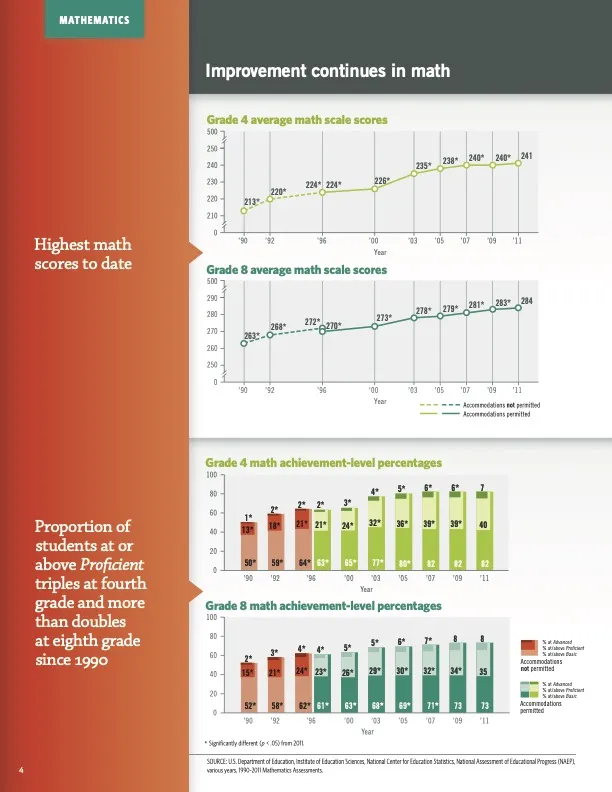 MATHEMATICS
Improvement continues in math
Highest math
scores to date
Grade 4 average math scale scores
500
250
240
230
220
210
0
213*
220*
224* 224*
226*
235*
238*
240*
240*
241
'90 '92 '96 '00 '03 '05 '07 '09 '11
Year
Grade 8 average math scale scores
500
290
280
270
260
250
0
263*
268*
272* 270*
273*
278*
279*
281*
283*
284
'90 '92 '96 '00 '03 '05 '07 '09 '11
Year
Accommodations not permitted
Accommodations permitted
Proportion of
students at or
above Proficient
triples at fourth
grade and more
than doubles
at eighth grade
since 1990
Grade 4 math achievement-level percentages
100
80
60
40
20
0
1* 2* 2* 2* 3* 4* 5* 6* 6* 7
13* 18* 21* 21* 24* 32* 36* 39* 39* 40
50* 59* 64* 63* 65* 77* 80* 82 82 82
'90 '92 '96 '00 '03 '05 '07 '09 '11
Year
Grade 8 math achievement-level percentages
100
80
60
40
20
0
2* 3* 4* 4* 5* 5* 6* 7* 8 8
15* 21* 24* 23* 26* 29* 30* 32* 34* 35
52* 58* 62* 61* 63* 68* 69* 71* 73 73
'90 '92 '96 '00 '03 '05 '07 '09 '11
Year
% at Advanced
% at/above Proficient
% at/above Basic
Accommodations
not permitted
% at Advanced
% at/above Proficient
% at/above Basic
Accommodations
permitted
* Significantly different (p < .05) from 2011.
SOURCE: U.S. Department of Education, Institute of Education Sciences, National Center for Education Statistics, National Assessment of Educational Progress (NAEP),
various years, 1990-2011 Mathematics Assessments.
4